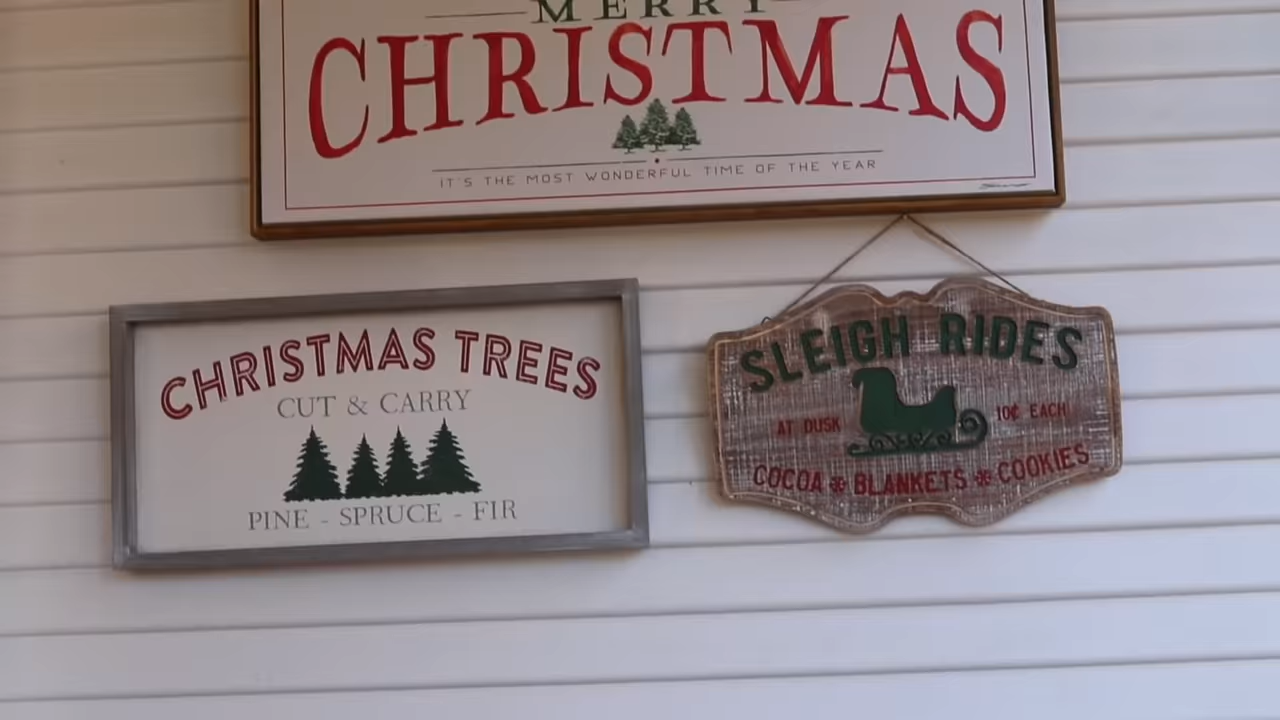 MERRY
CHRISTMAS
IT'S THE MOST WONDERFUL TIME OF THE YEAR
CHRISTMAS TREES
CUT & CARRY
PINE - SPRUCE - FIR
SLEIGH RIDES
AT DUSK 10¢ EACH
COCOA * BLANKETS * COOKIES